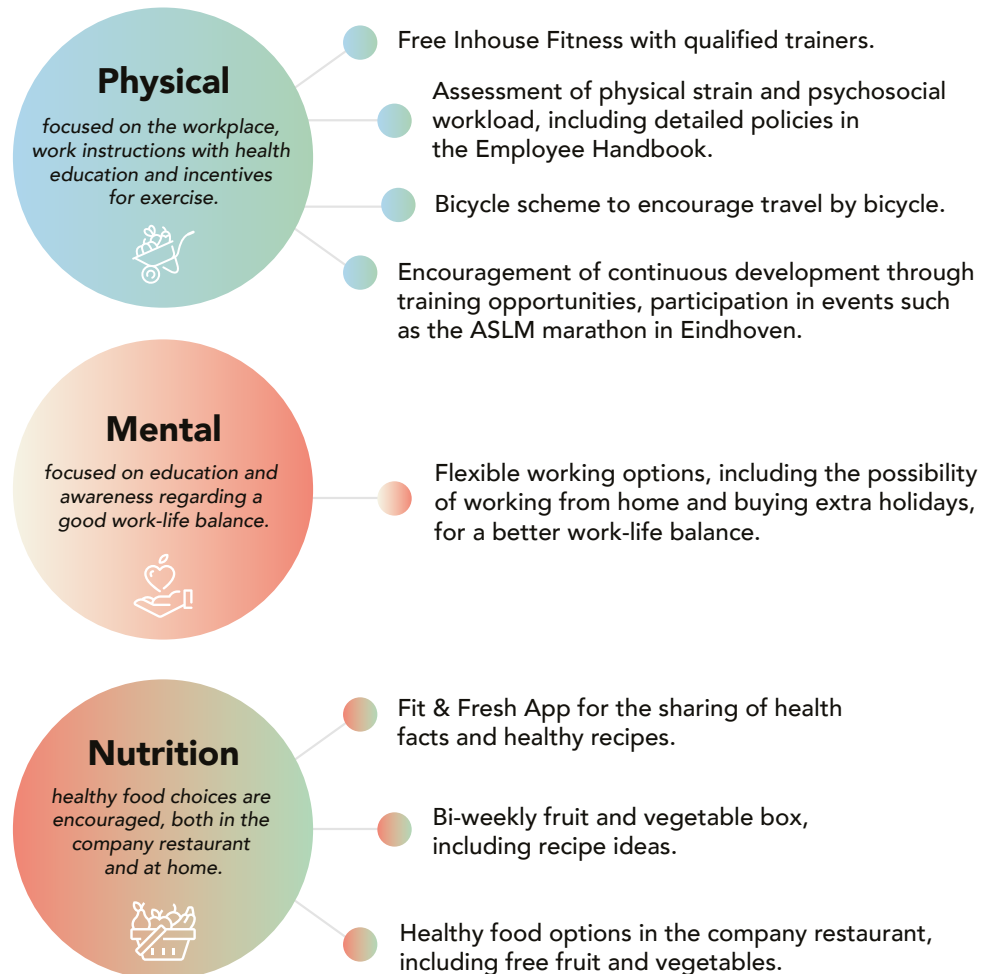 Physical
focused on the workplace,
work instructions with health
education and incentives
for exercise.
Free Inhouse Fitness with qualified trainers.
Assessment of physical strain and psychosocial
workload, including detailed policies in
the Employee Handbook.
Bicycle scheme to encourage travel by bicycle.
Encouragement of continuous development through
training opportunities, participation in events such
as the ASLM marathon in Eindhoven.
Mental
focused on education and
awareness regarding a
good work-life balance.
Flexible working options, including the possibility
of working from home and buying extra holidays,
for a better work-life balance.
Nutrition
healthy food choices are
encouraged, both in the
company restaurant
and at home.
Fit & Fresh App for the sharing of health
facts and healthy recipes.
Bi-weekly fruit and vegetable box,
including recipe ideas.
Healthy food options in the company restaurant,
including free fruit and vegetables.